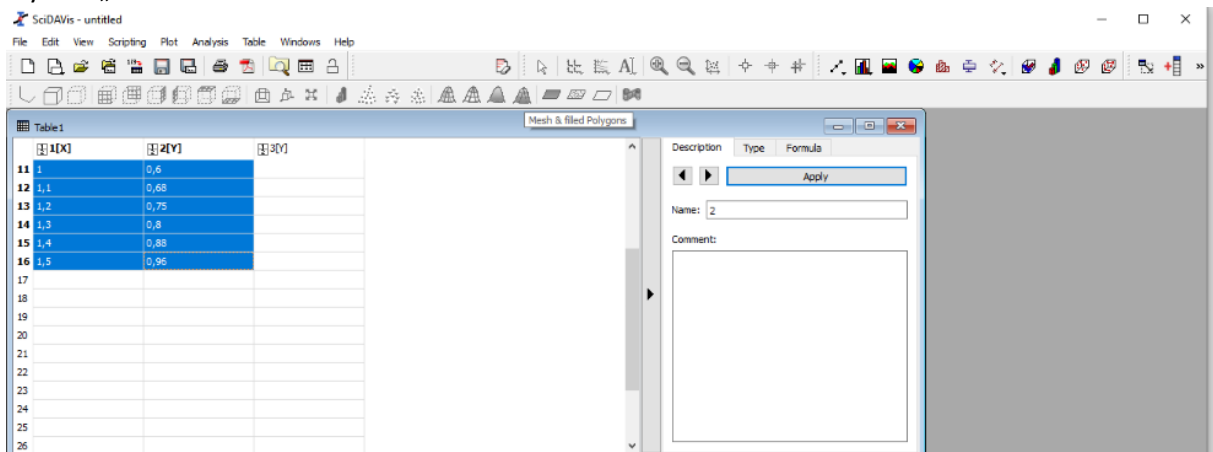 SciDAVis - untitled
File Edit View Scripting Plot Analysis Table Windows Help
Mesh & filled Polygons
Table1
1[X] 2[Y] 3[Y]
11 1 0,6
12 1,1 0,68
13 1,2 0,75
14 1,3 0,8
15 1,4 0,88
16 1,5 0,96
17
18
19
20
21
22
23
24
25
26
Description Type Formula
Apply
Name: 2
Comment: